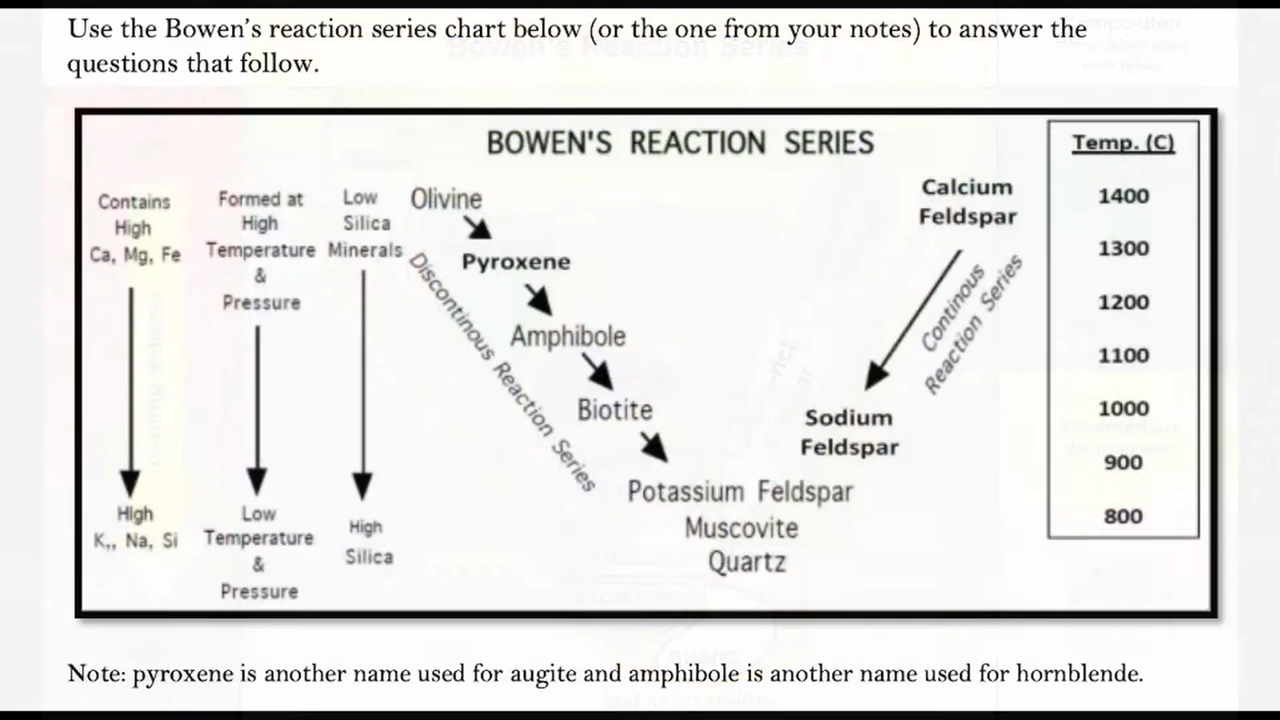 Use the Bowen’s reaction series chart below (or the one from your notes) to answer the
questions that follow.
BOWEN'S REACTION SERIES
Contains
High
Ca, Mg, Fe
High
K,, Na, Si
Formed at
High
Temperature
&
Pressure
Low
Temperature
&
Pressure
Low
Silica
Minerals
High
Silica
Olivine
Pyroxene
Amphibole
Biotite
Potassium Feldspar
Muscovite
Quartz
Discontinous Reaction Series
Calcium
Feldspar
Continous
Reaction Series
Sodium
Feldspar
Temp. (C)
1400
1300
1200
1100
1000
900
800
Note: pyroxene is another name used for augite and amphibole is another name used for hornblende.